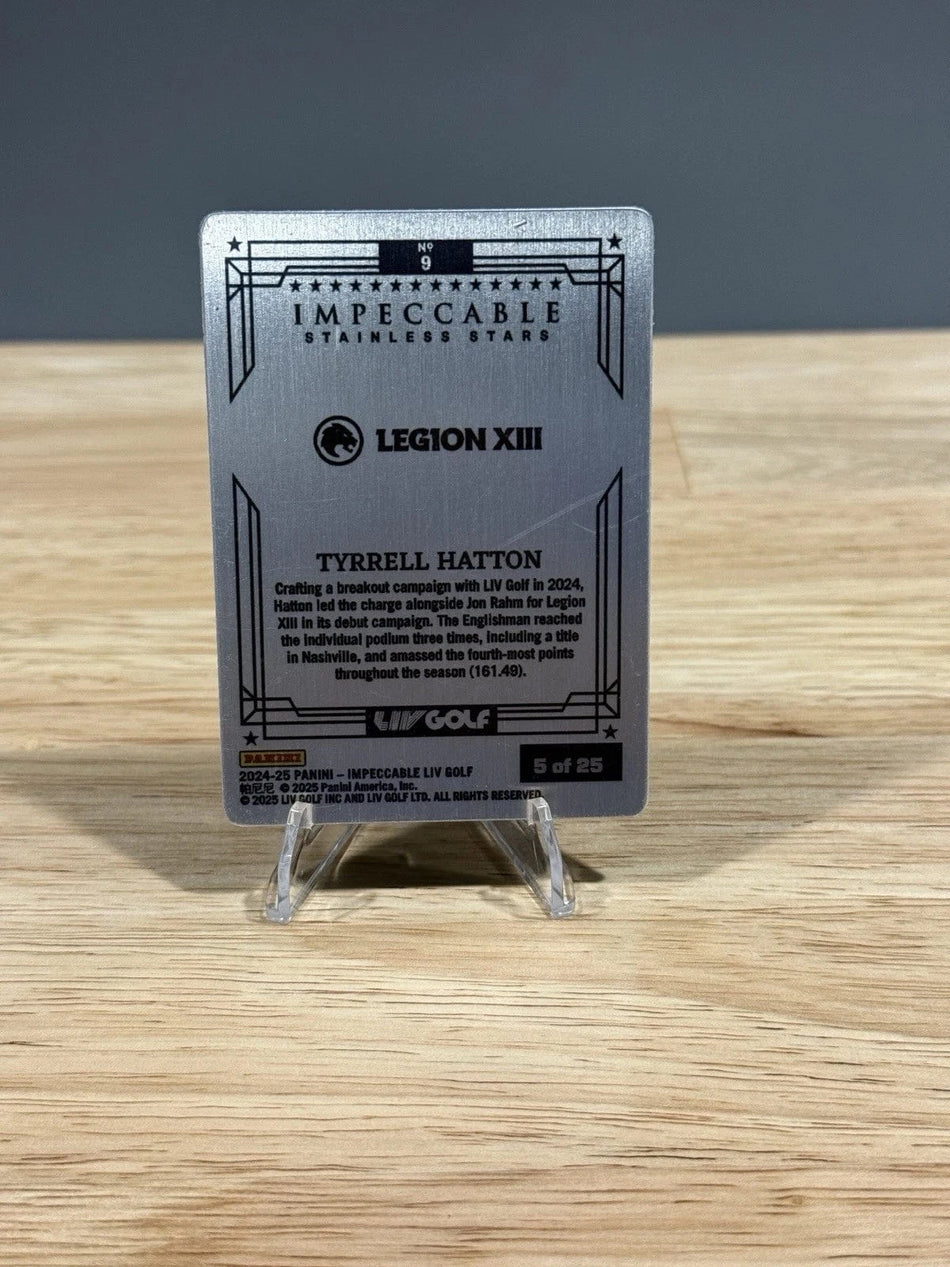 Nº
9
IMPECCABLE
STAINLESS STARS
LEGION XIII
TYRRELL HATTON
Crafting a breakout campaign with LIV Golf in 2024,
Hatton led the charge alongside Jon Rahm for Legion
XIII in its debut campaign. The Englishman reached
the individual podium three times, including a title
in Nashville, and amassed the fourth-most points
throughout the season (161.49).
LIV GOLF
PANINI
5 of 25
2024-25 PANINI – IMPECCABLE LIV GOLF
帕尼尼 © 2025 Panini America, Inc.
© 2025 LIV GOLF INC AND LIV GOLF LTD. ALL RIGHTS RESERVED.